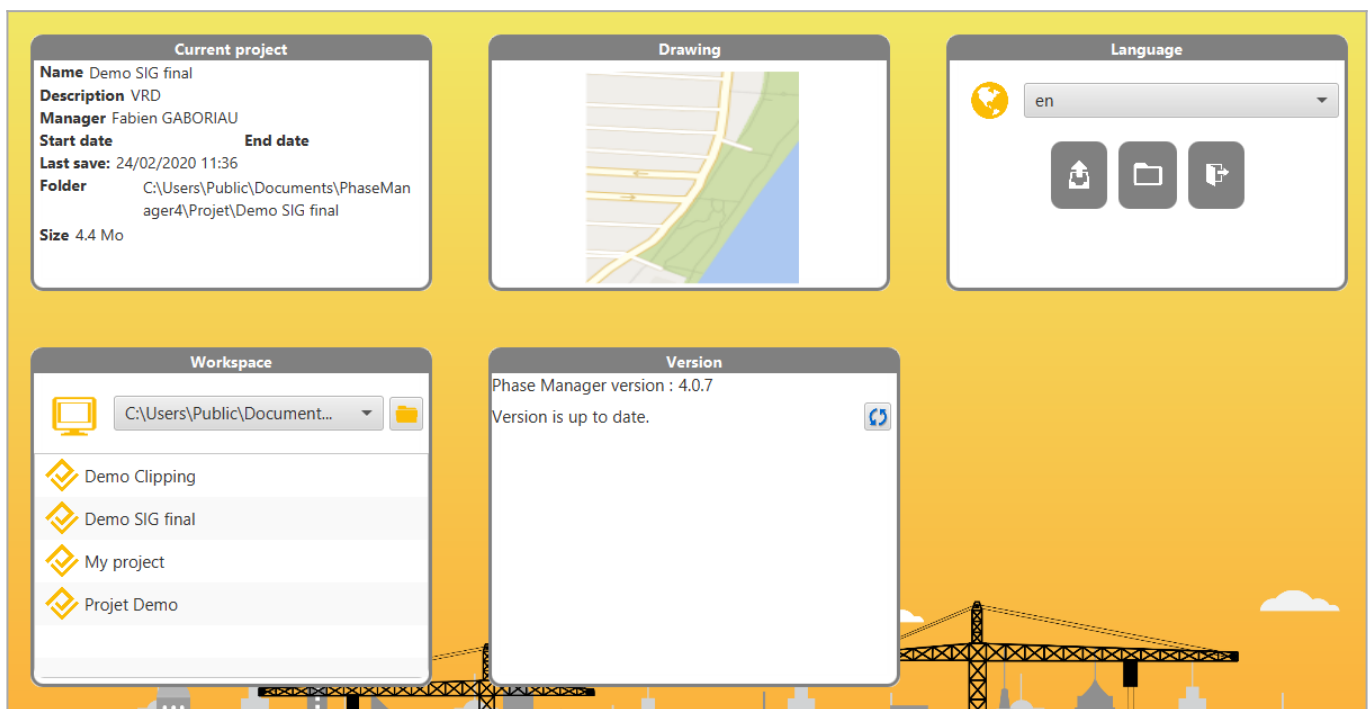 Current project
Name Demo SIG final
Description VRD
Manager Fabien GABORIAU
Start date End date
Last save: 24/02/2020 11:36
Folder C:\Users\Public\Documents\PhaseMan
ager4\Projet\Demo SIG final
Size 4.4 Mo
Drawing
Language
en
Workspace
C:\Users\Public\Document...
Demo Clipping
Demo SIG final
My project
Projet Demo
Version
Phase Manager version : 4.0.7
Version is up to date.